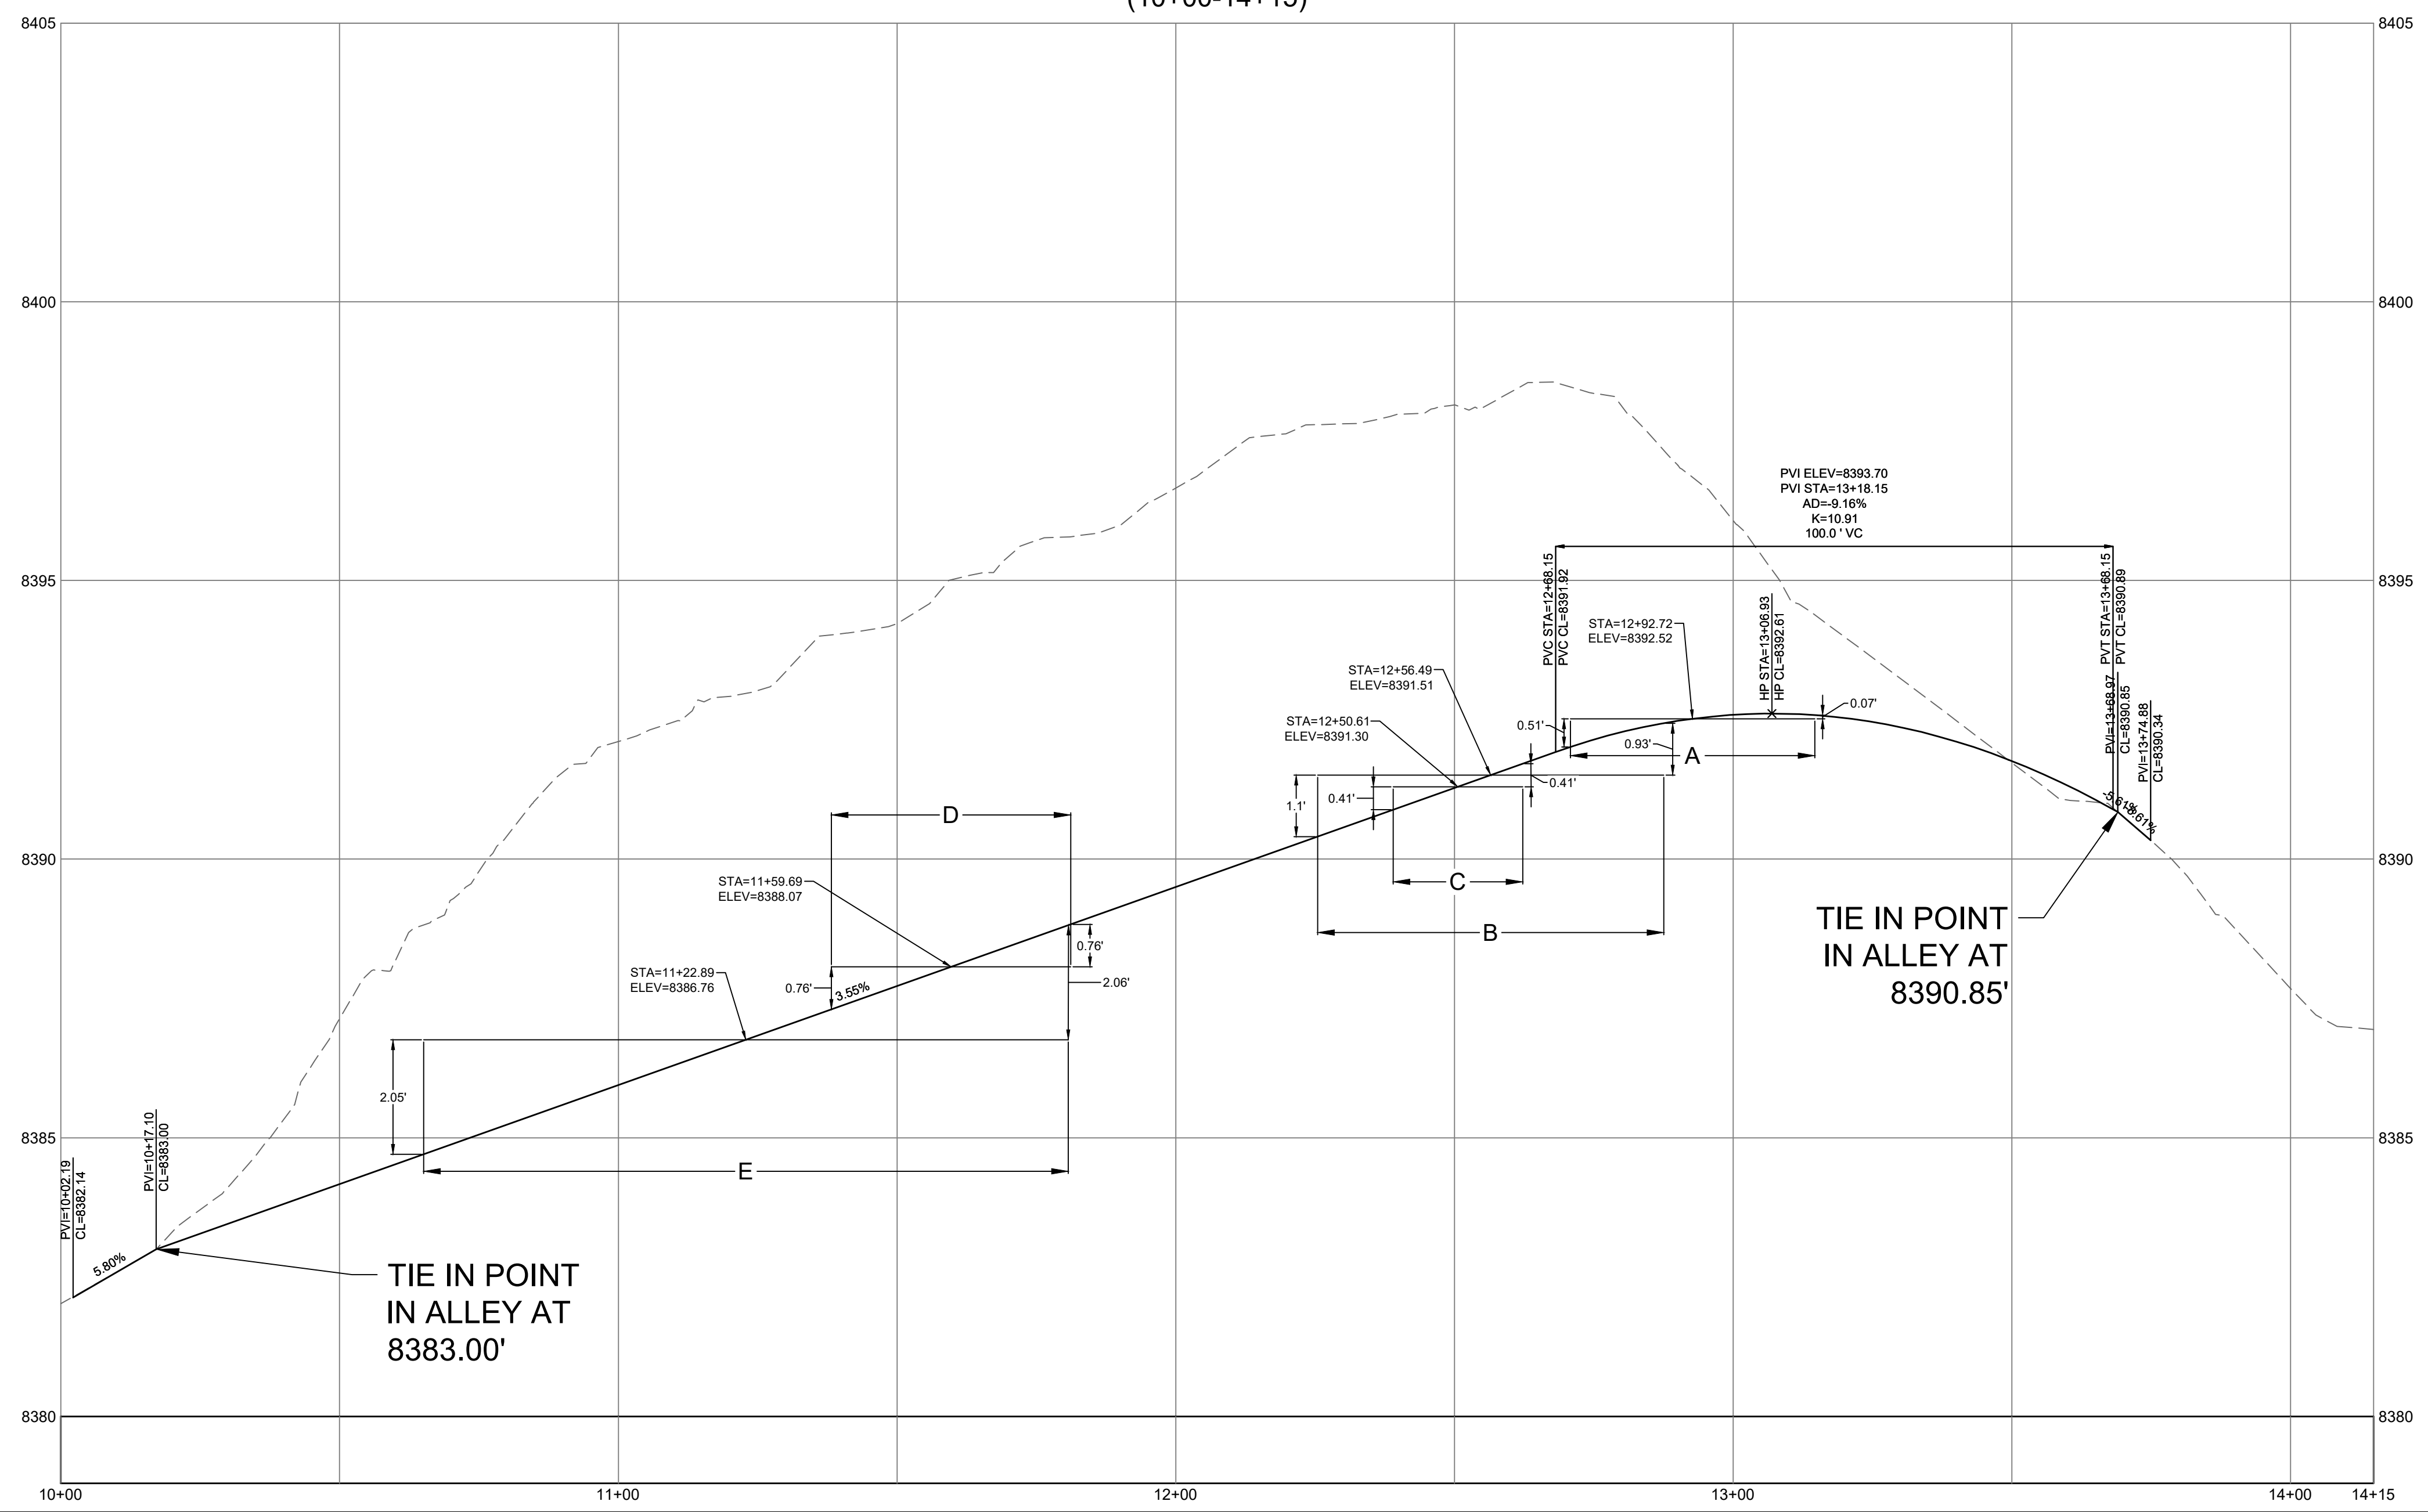 (10+00-14+15)
8405
8405
8400
8400
8395
8395
8390
8390
8385
8385
8380
8380
PVI ELEV=8393.70
PVI STA=13+18.15
AD=-9.16%
K=10.91
100.0 ' VC
PVC STA=12+68.15
PVC CL=8391.92
PVT STA=13+68.15
PVT CL=8390.89
HP STA=13+06.93
HP CL=8392.61
PVI=13+68.97
CL=8390.85
PVI=13+74.88
CL=8390.34
STA=12+92.72
ELEV=8392.52
STA=12+56.49
ELEV=8391.51
STA=12+50.61
ELEV=8391.30
0.07'
0.51'
0.93'
A
0.41'
0.41'
1.1'
C
B
-5.61%
-8.61%
D
STA=11+59.69
ELEV=8388.07
0.76'
0.76'
3.55%
2.06'
STA=11+22.89
ELEV=8386.76
2.05'
E
TIE IN POINT
IN ALLEY AT
8390.85'
PVI=10+02.19
CL=8382.14
PVI=10+17.10
CL=8383.00
5.80%
TIE IN POINT
IN ALLEY AT
8383.00'
10+00
11+00
12+00
13+00
14+00
14+15